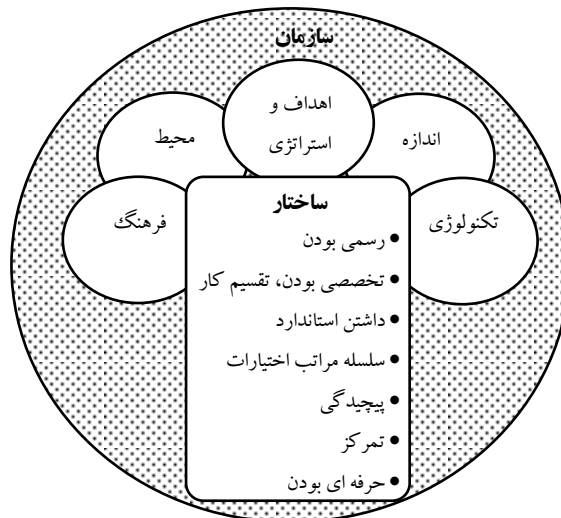 سازمان
اهداف و
استراتژی
اندازه
محیط
تکنولوژی
فرهنگ
ساختار
• رسمی بودن
• تخصصی بودن، تقسیم کار
• داشتن استاندارد
• سلسله مراتب اختیارات
• پیچیدگی
• تمرکز
• حرفه ای بودن